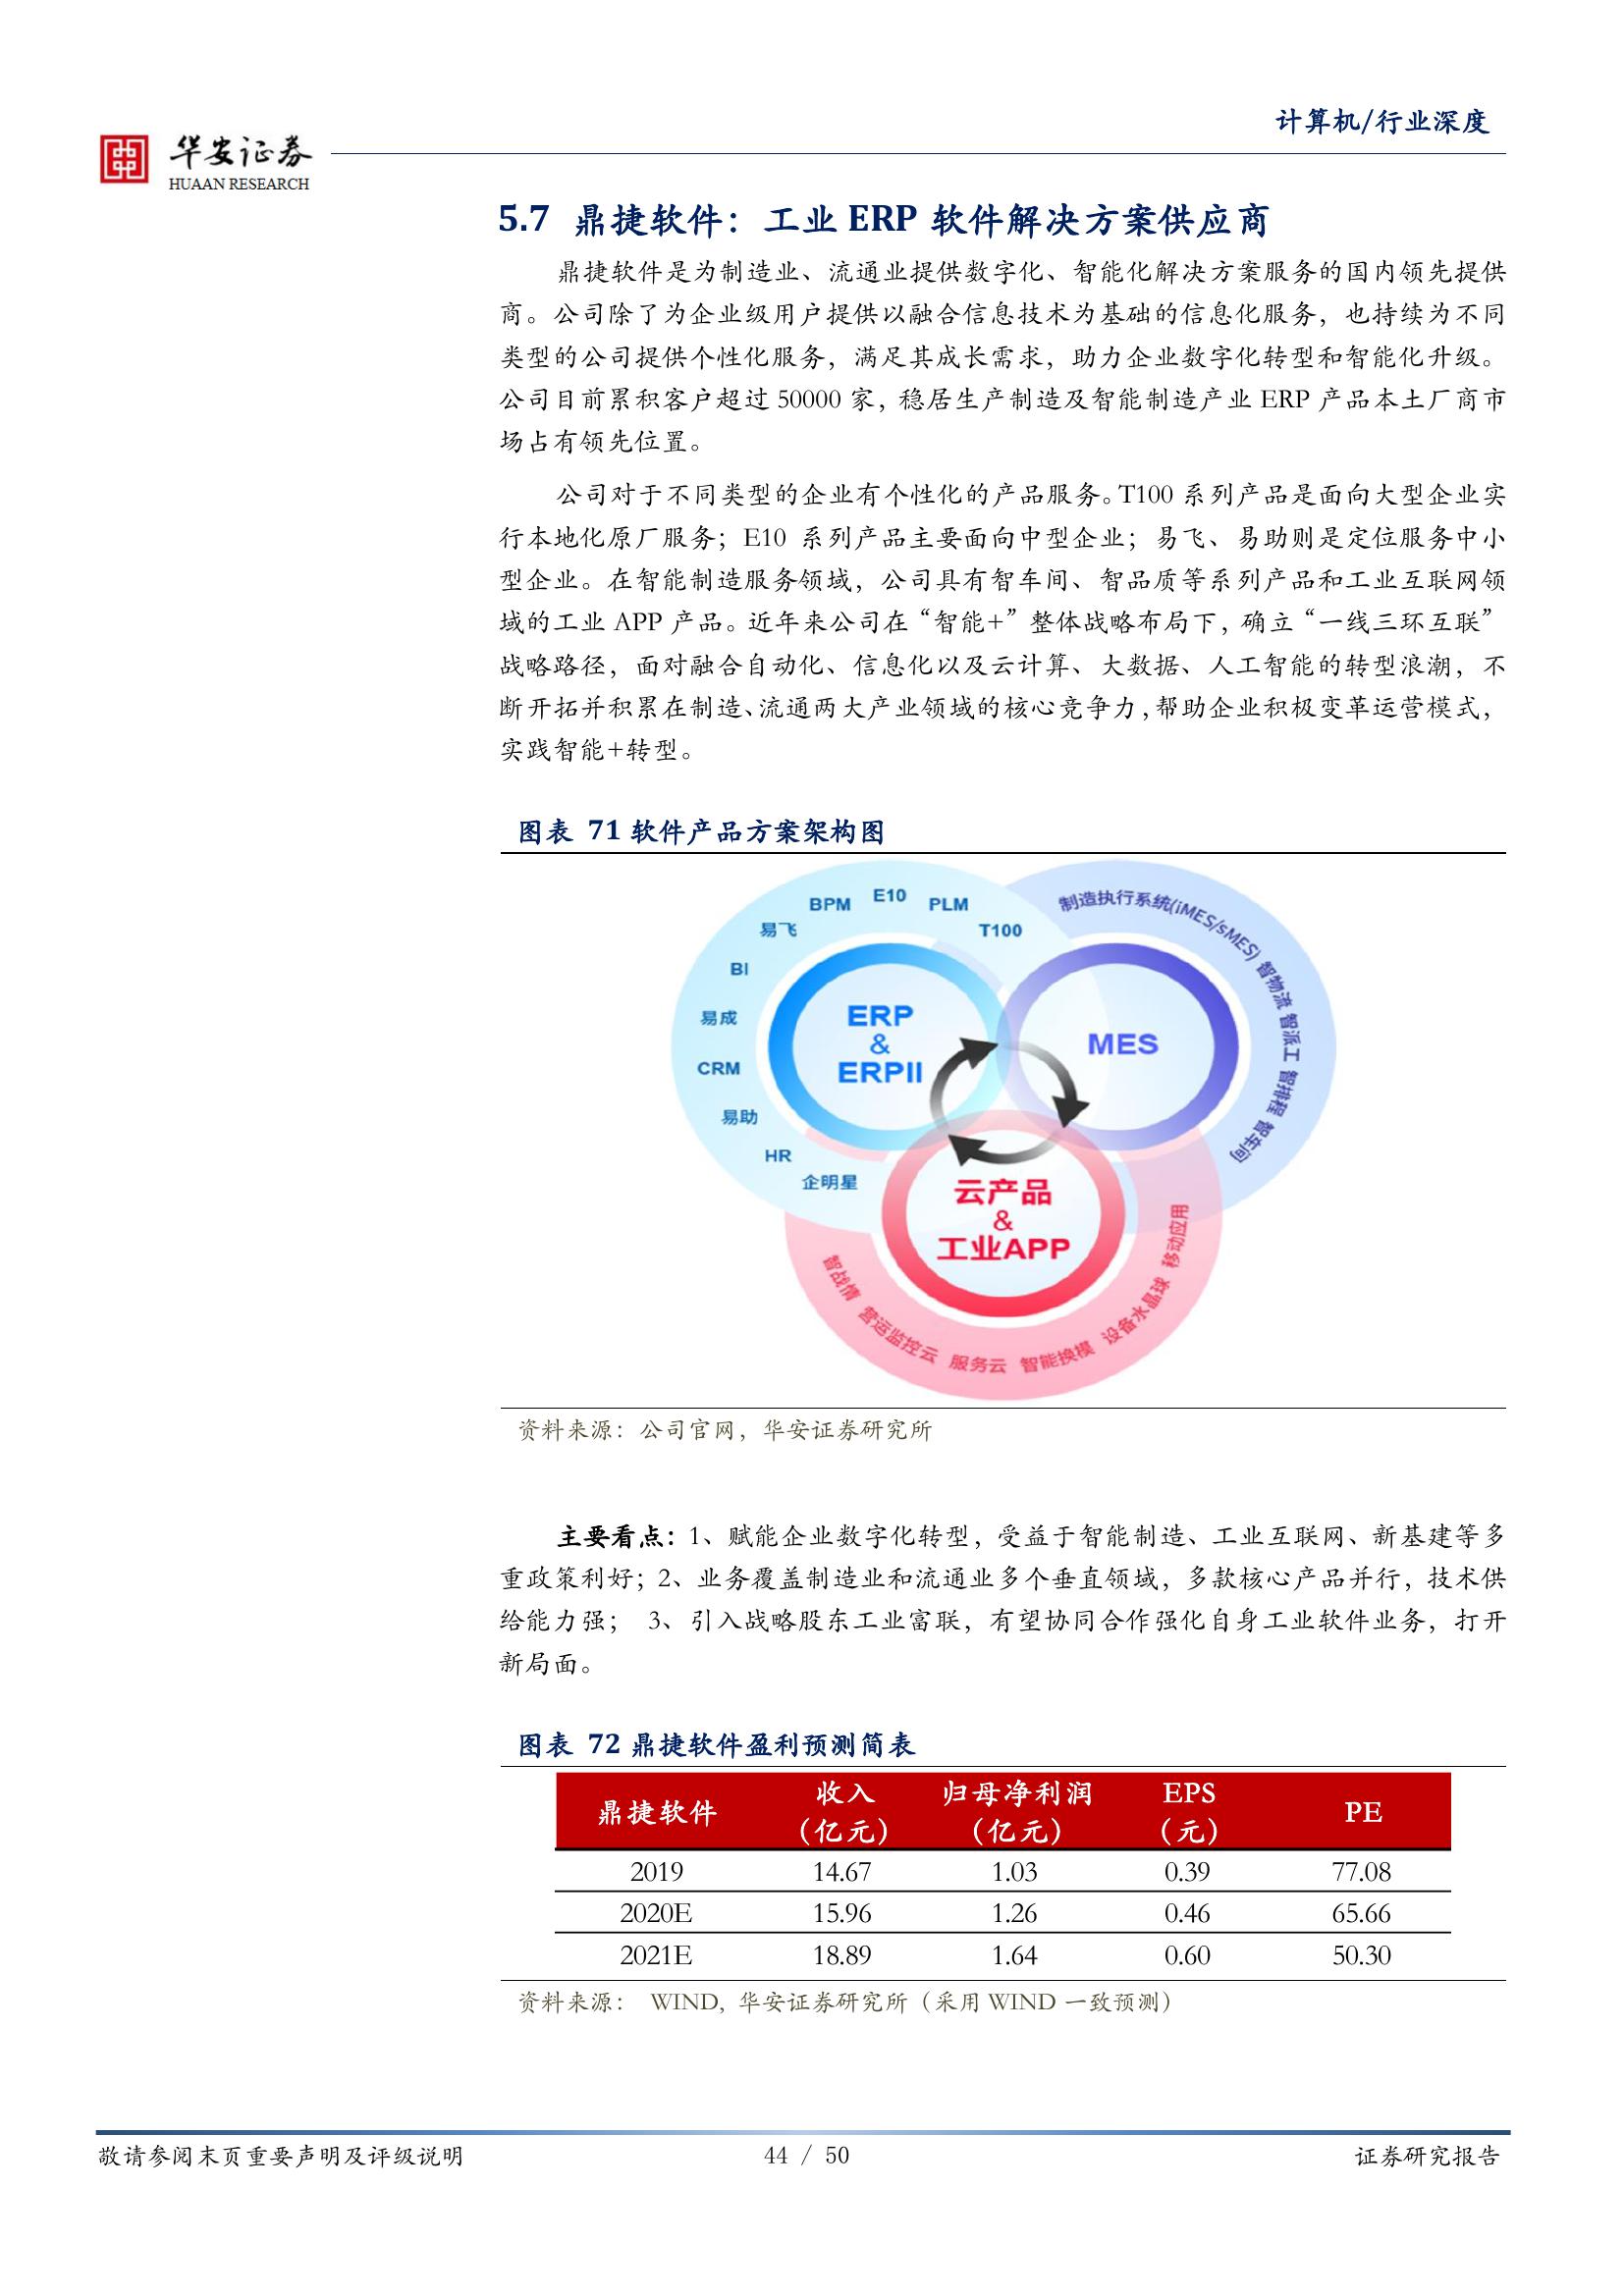 计算机/行业深度
华安证券
HUAAN RESEARCH
5.7 鼎捷软件：工业 ERP 软件解决方案供应商
鼎捷软件是为制造业、流通业提供数字化、智能化解决方案服务的国内领先提供
商。公司除了为企业级用户提供以融合信息技术为基础的信息化服务，也持续为不同
类型的公司提供个性化服务，满足其成长需求，助力企业数字化转型和智能化升级。
公司目前累积客户超过 50000 家，稳居生产制造及智能制造产业 ERP 产品本土厂商市
场占有领先位置。
公司对于不同类型的企业有个性化的产品服务。T100 系列产品是面向大型企业实
行本地化原厂服务；E10 系列产品主要面向中型企业；易飞、易助则是定位服务中小
型企业。在智能制造服务领域，公司具有智车间、智品质等系列产品和工业互联网领
域的工业 APP 产品。近年来公司在“智能+”整体战略布局下，确立“一线三环互联”
战略路径，面对融合自动化、信息化以及云计算、大数据、人工智能的转型浪潮，不
断开拓并积累在制造、流通两大产业领域的核心竞争力，帮助企业积极变革运营模式，
实践智能+转型。
图表 71 软件产品方案架构图
企明星
HR
易助
CRM
易成
BI
易飞
BPM
E10
PLM
T100
ERP
&
ERPII
制造执行系统(iMES/sMES) 智物流 智派工 智排程 智车间
MES
云产品
&
工业APP
智战情 营运监控云 服务云 智能换模 设备水晶球 移动应用
资料来源：公司官网，华安证券研究所
主要看点：1、赋能企业数字化转型，受益于智能制造、工业互联网、新基建等多
重政策利好；2、业务覆盖制造业和流通业多个垂直领域，多款核心产品并行，技术供
给能力强； 3、引入战略股东工业富联，有望协同合作强化自身工业软件业务，打开
新局面。
图表 72 鼎捷软件盈利预测简表
鼎捷软件 收入（亿元） 归母净利润（亿元） EPS（元） PE
2019 14.67 1.03 0.39 77.08
2020E 15.96 1.26 0.46 65.66
2021E 18.89 1.64 0.60 50.30
资料来源： WIND, 华安证券研究所（采用 WIND 一致预测）
敬请参阅末页重要声明及评级说明 44 / 50 证券研究报告